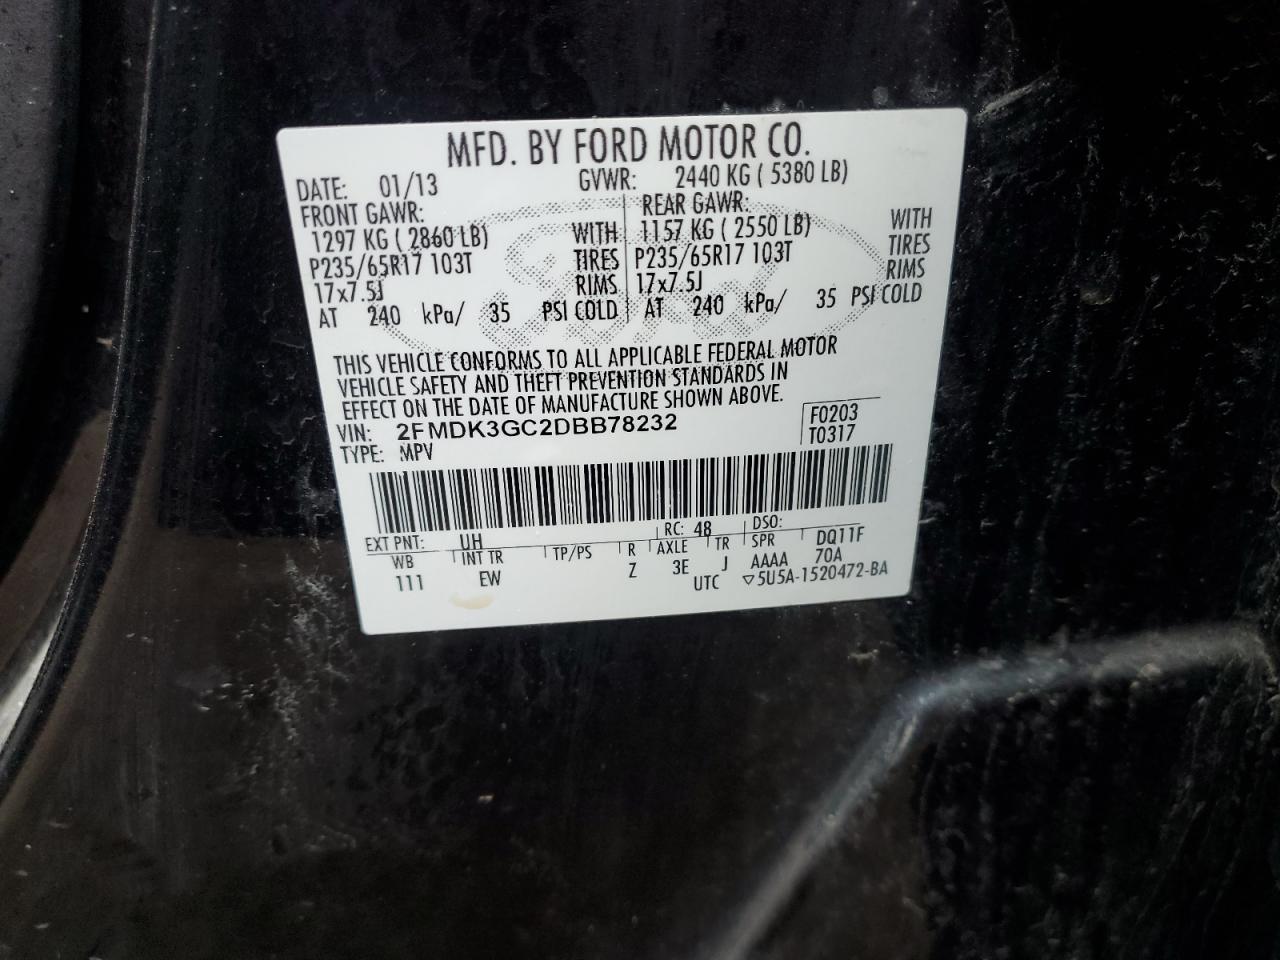 MFD. BY FORD MOTOR CO.
DATE: 01/13 GVWR: 2440 KG ( 5380 LB)
FRONT GAWR: REAR GAWR:
1297 KG ( 2860 LB) WITH 1157 KG ( 2550 LB) WITH
P235/65R17 103T TIRES P235/65R17 103T TIRES
17x7.5J RIMS 17x7.5J RIMS
AT 240 kPa/ 35 PSI COLD AT 240 kPa/ 35 PSI COLD
THIS VEHICLE CONFORMS TO ALL APPLICABLE FEDERAL MOTOR
VEHICLE SAFETY AND THEFT PREVENTION STANDARDS IN
EFFECT ON THE DATE OF MANUFACTURE SHOWN ABOVE.
VIN: 2FMDK3GC2DBB78232 F0203
TYPE: MPV T0317
EXT PNT: UH RC: 48 DSO:
WB INT TR TP/PS R AXLE TR SPR DQ11F
111 EW Z 3E J AAAA 70A
UTC ▽5U5A-1520472-BA